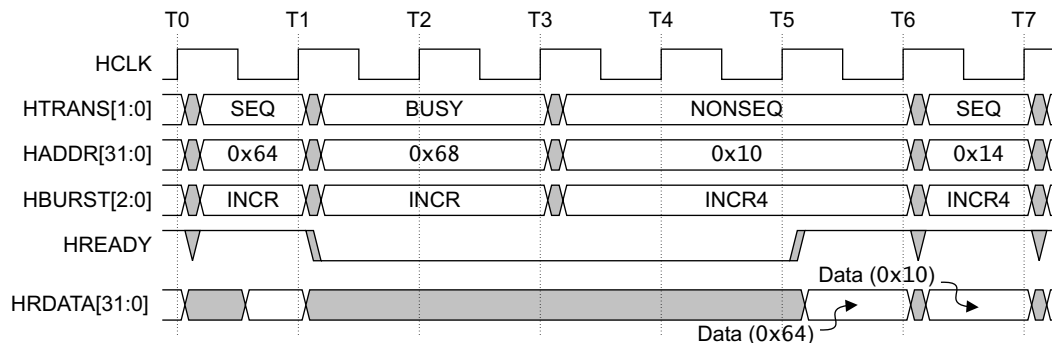 T0 T1 T2 T3 T4 T5 T6 T7
HCLK
HTRANS[1:0] SEQ BUSY NONSEQ SEQ
HADDR[31:0] 0x64 0x68 0x10 0x14
HBURST[2:0] INCR INCR INCR4 INCR4
HREADY
Data (0x10)
HRDATA[31:0]
Data (0x64)